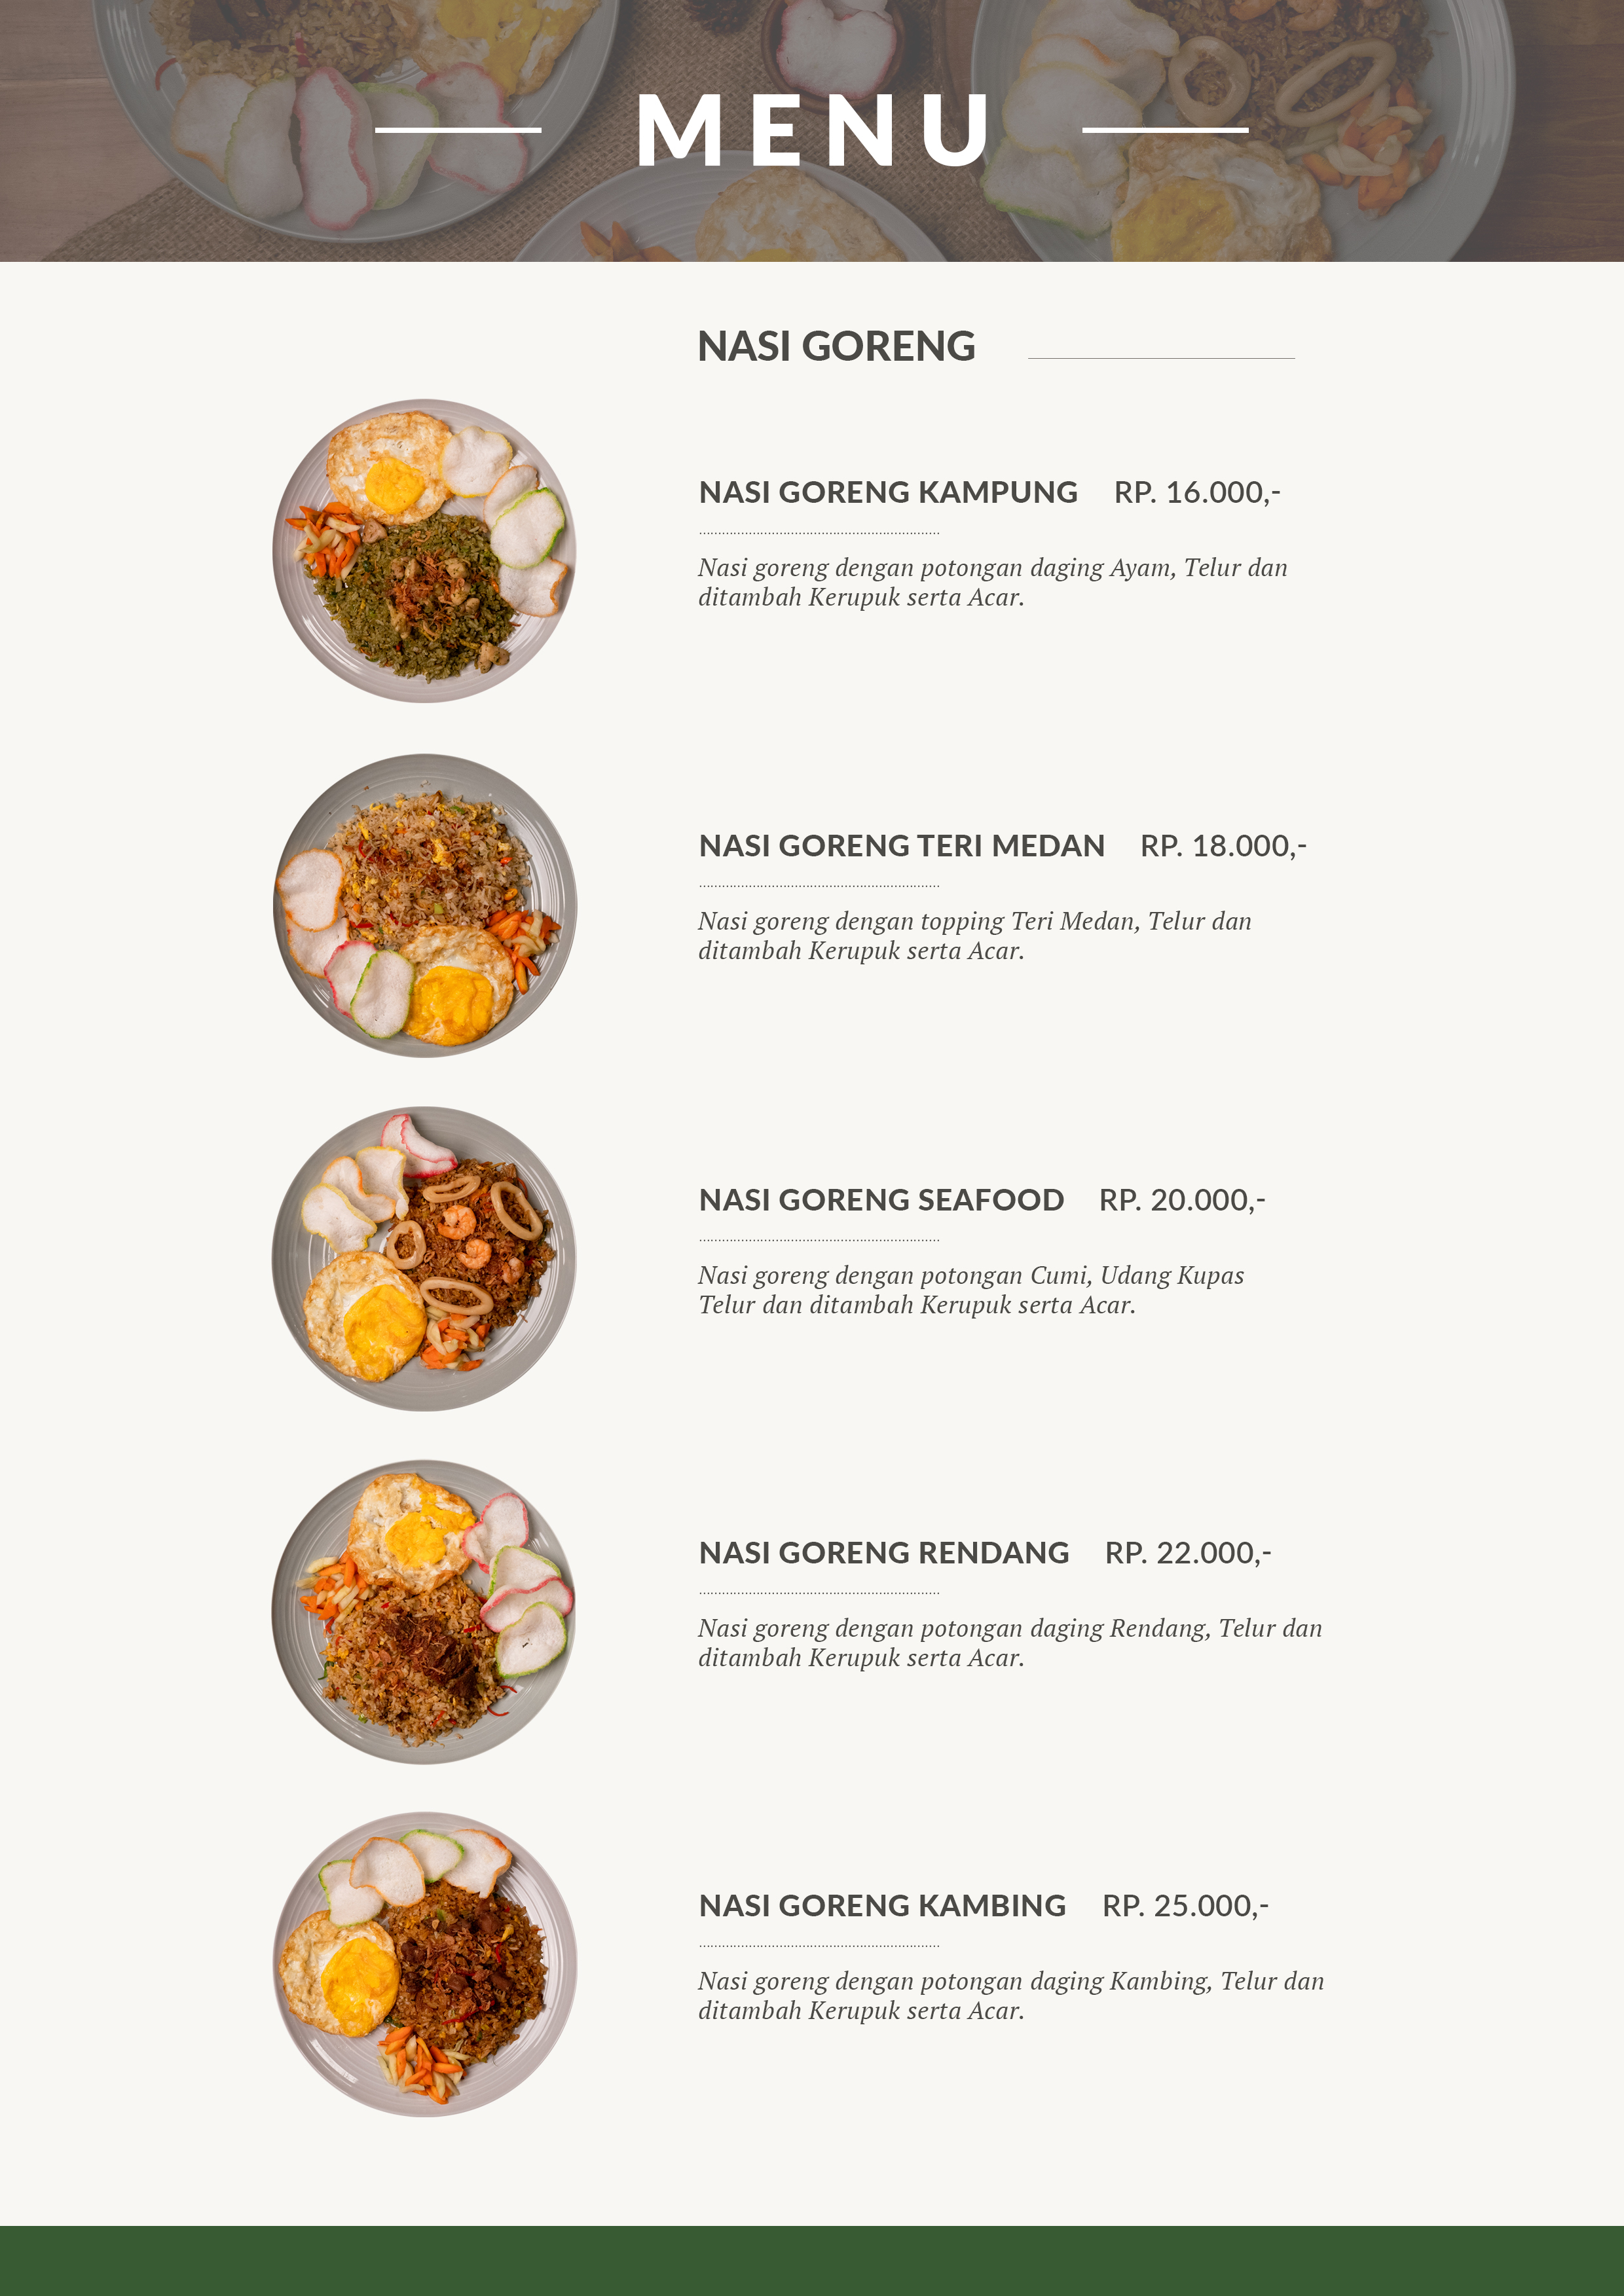 MENU
NASI GORENG
NASI GORENG KAMPUNG RP. 16.000,-
Nasi goreng dengan potongan daging Ayam, Telur dan
ditambah Kerupuk serta Acar.
NASI GORENG TERI MEDAN RP. 18.000,-
Nasi goreng dengan topping Teri Medan, Telur dan
ditambah Kerupuk serta Acar.
NASI GORENG SEAFOOD RP. 20.000,-
Nasi goreng dengan potongan Cumi, Udang Kupas
Telur dan ditambah Kerupuk serta Acar.
NASI GORENG RENDANG RP. 22.000,-
Nasi goreng dengan potongan daging Rendang, Telur dan
ditambah Kerupuk serta Acar.
NASI GORENG KAMBING RP. 25.000,-
Nasi goreng dengan potongan daging Kambing, Telur dan
ditambah Kerupuk serta Acar.